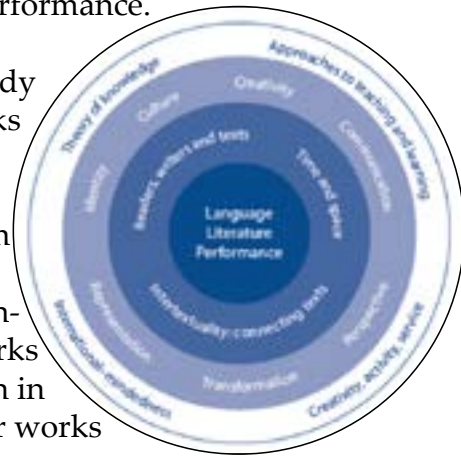 rformance.
dy
ks
n
n-
rks
n in
r works
Theory of knowledge
Approaches to teaching and learning
Creativity, activity, service
International-mindedness
Culture
Creativity
Communication
Perspective
Transformation
Representation
Identity
Readers, writers and texts
Time and space
Intertextuality: connecting texts
Language
Literature
Performance